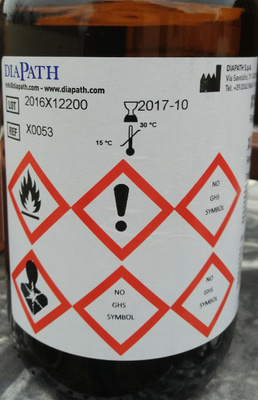 DIAPATH
.com - www.diapath.com
DIAPATH S.p.a.
LOT 2016X12200
2017-10
REF X0053
30 °C
15 °C
NO
GHS
SYMBOL
NO
GHS
SYMBOL
NO
GHS
SYMBOL